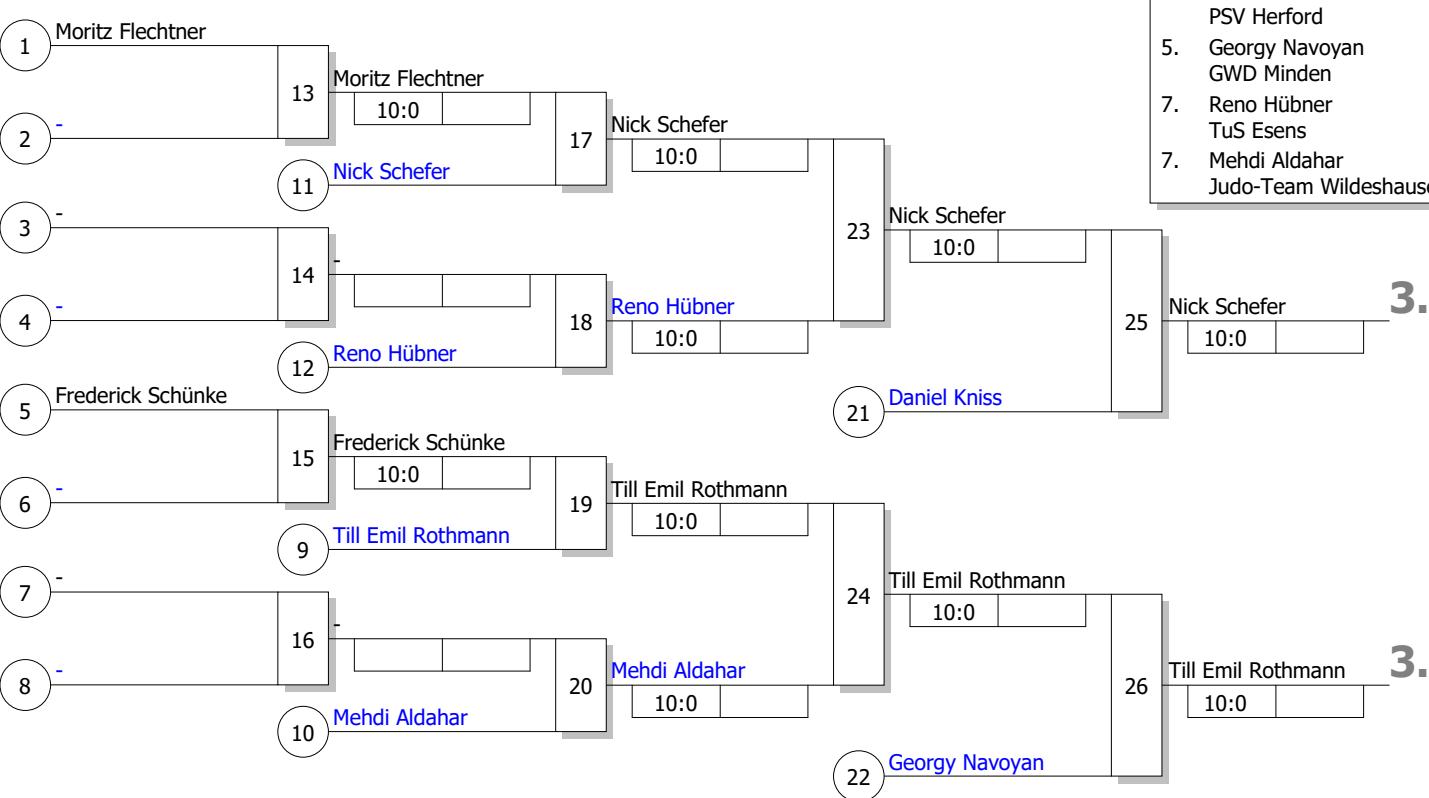 PSV Herford
5. Georgy Navoyan
GWD Minden
7. Reno Hübner
TuS Esens
7. Mehdi Aldahar
Judo-Team Wildeshause
1 Moritz Flechtner
13 Moritz Flechtner
10:0
2 -
17 Nick Schefer
10:0
11 Nick Schefer
3 -
23 Nick Schefer
10:0
14 -
4 -
18 Reno Hübner
10:0
25 Nick Schefer 3.
10:0
12 Reno Hübner
5 Frederick Schünke
21 Daniel Kniss
15 Frederick Schünke
10:0
6 -
19 Till Emil Rothmann
10:0
9 Till Emil Rothmann
7 -
24 Till Emil Rothmann
10:0
16 -
8 -
20 Mehdi Aldahar
10:0
26 Till Emil Rothmann 3.
10:0
10 Mehdi Aldahar
22 Georgy Navoyan